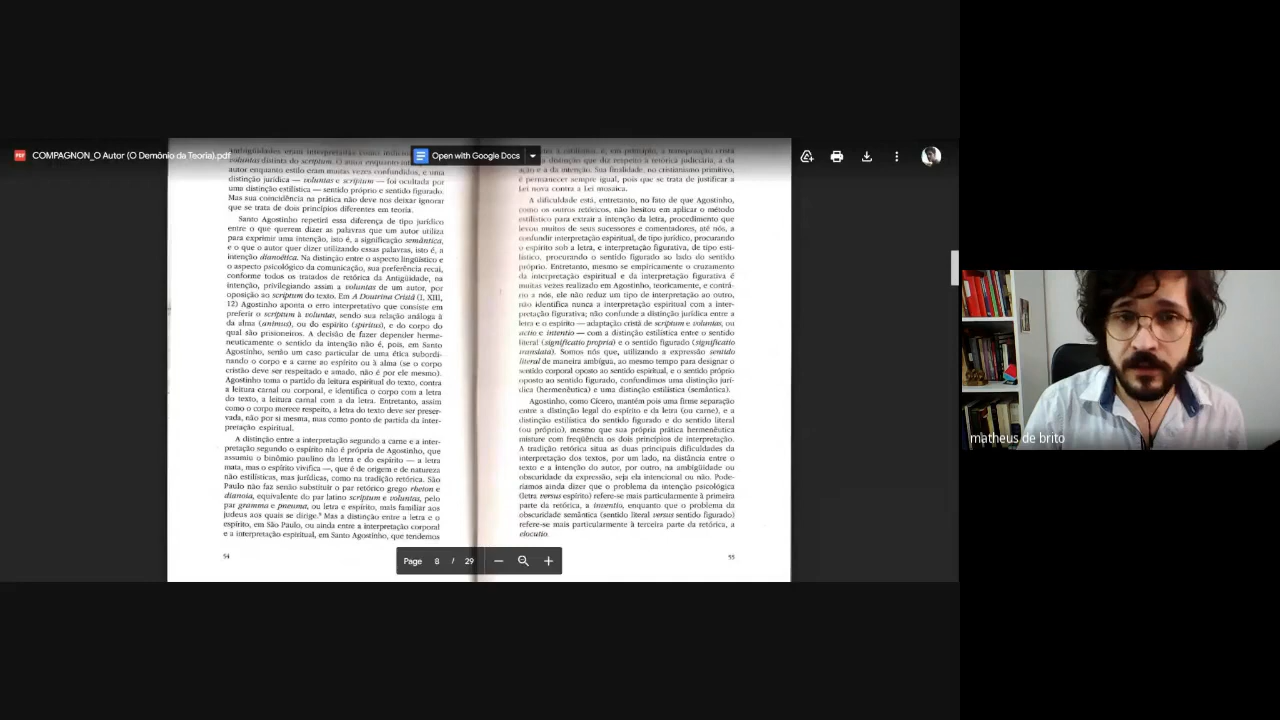 COMPAGNON_O Autor (O Demônio da Teoria).pdf
Open with Google Docs
voluntas distinta do scriptum. O autor enquanto
autor enquanto estilo eram muitas vezes confundidos, e uma
distinção jurídica — voluntas e scriptum — foi ocultada por
uma distinção estilística — sentido próprio e sentido figurado.
Mas sua coincidência na prática não deve nos deixar ignorar
que se trata de dois princípios diferentes em teoria.
Santo Agostinho repetirá essa diferença de tipo jurídico
entre o que querem dizer as palavras que um autor utiliza
para exprimir uma intenção, isto é, a significação semântica,
e o que o autor quer dizer utilizando essas palavras, isto é, a
intenção dianoética. Na distinção entre o aspecto lingüístico e
o aspecto psicológico da comunicação, sua preferência recai,
conforme todos os tratados de retórica da Antigüidade, na
intenção, privilegiando assim a voluntas de um autor, por
oposição ao scriptum do texto. Em A Doutrina Cristã (I, XIII,
12) Agostinho aponta o erro interpretativo que consiste em
preferir o scriptum à voluntas, sendo sua relação análoga à
da alma (animus), ou do espírito (spiritus), e do corpo do
qual são prisioneiros. A decisão de fazer depender herme-
neuticamente o sentido da intenção não é, pois, em Santo
Agostinho, senão um caso particular de uma ética subordi-
nando o corpo e a carne ao espírito ou à alma (se o corpo
cristão deve ser respeitado e amado, não é por ele mesmo).
Agostinho toma o partido da leitura espiritual do texto, contra
a leitura carnal ou corporal, e identifica o corpo com a letra
do texto, a leitura carnal com a da letra. Entretanto, assim
como o corpo merece respeito, a letra do texto deve ser preser-
vada, não por si mesma, mas como ponto de partida da inter-
pretação espiritual.
A distinção entre a interpretação segundo a carne e a inter-
pretação segundo o espírito não é própria de Agostinho, que
assumiu o binômio paulino da letra e do espírito — a letra
mata, mas o espírito vivifica —, que é de origem e de natureza
não estilísticas, mas jurídicas, como na tradição retórica. São
Paulo não faz senão substituir o par retórico grego rheton e
dianoia, equivalente do par latino scriptum e voluntas, pelo
par gramma e pneuma, ou letra e espírito, mais familiar aos
judeus aos quais se dirige. Mas a distinção entre a letra e o
espírito, em São Paulo, ou ainda entre a interpretação corporal
e a interpretação espiritual, em Santo Agostinho, que tendemos
54
a distinção que diz respeito à retórica judiciária, a da
ação e a da intenção. Sua finalidade, no cristianismo primitivo,
é permanecer sempre igual, pois que se trata de justificar a
Lei nova contra a Lei mosaica.
A dificuldade está, entretanto, no fato de que Agostinho,
como os outros retóricos, não hesitou em aplicar o método
estilístico para extrair a intenção da letra, procedimento que
levou muitos de seus sucessores e comentadores, até nós, a
confundir interpretação espiritual, de tipo jurídico, procurando
o espírito sob a letra, e interpretação figurativa, de tipo esti-
lístico, procurando o sentido figurado ao lado do sentido
próprio. Entretanto, mesmo se empiricamente o cruzamento
da interpretação espiritual e da interpretação figurativa é
muitas vezes realizado em Agostinho, teoricamente, e contrá-
rio a nós, ele não reduz um tipo de interpretação ao outro,
não identifica nunca a interpretação espiritual com a inter-
pretação figurativa; não confunde a distinção jurídica entre a
letra e o espírito — adaptação cristã de scriptum e voluntas, ou
actio e intentio — com a distinção estilística entre o sentido
literal (significatio propria) e o sentido figurado (significatio
translata). Somos nós que, utilizando a expressão sentido
literal de maneira ambígua, ao mesmo tempo para designar o
sentido corporal oposto ao sentido espiritual, e o sentido próprio
oposto ao sentido figurado, confundimos uma distinção jurí-
dica (hermenêutica) e uma distinção estilística (semântica).
Agostinho, como Cícero, mantém pois uma firme separação
entre a distinção legal do espírito e da letra (ou carne), e a
distinção estilística do sentido figurado e do sentido literal
(ou próprio), mesmo que sua própria prática hermenêutica
misture com freqüência os dois princípios de interpretação.
A tradição retórica situa as duas principais dificuldades da
interpretação dos textos, por um lado, na distância entre o
texto e a intenção do autor, por outro, na ambigüidade ou
obscuridade da expressão, seja ela intencional ou não. Pode-
ríamos ainda dizer que o problema da intenção psicológica
(letra versus espírito) refere-se mais particularmente à primeira
parte da retórica, a inventio, enquanto que o problema da
obscuridade semântica (sentido literal versus sentido figurado)
refere-se mais particularmente à terceira parte da retórica, a
elocutio.
55
Page 8 / 29
matheus de brito